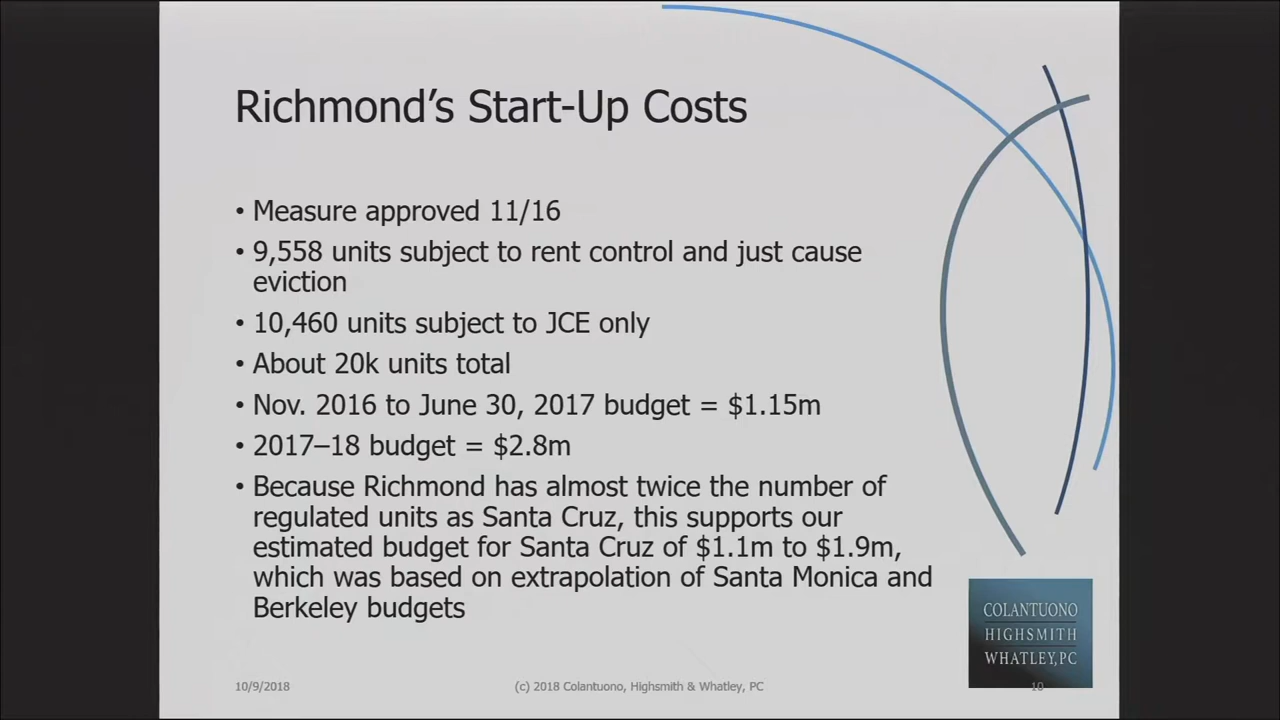 Richmond's Start-Up Costs
• Measure approved 11/16
• 9,558 units subject to rent control and just cause
eviction
• 10,460 units subject to JCE only
• About 20k units total
• Nov. 2016 to June 30, 2017 budget = $1.15m
• 2017–18 budget = $2.8m
• Because Richmond has almost twice the number of
regulated units as Santa Cruz, this supports our
estimated budget for Santa Cruz of $1.1m to $1.9m,
which was based on extrapolation of Santa Monica and
Berkeley budgets
COLANTUONO
HIGHSMITH
WHATLEY,PC
10/9/2018
(c) 2018 Colantuono, Highsmith & Whatley, PC
10